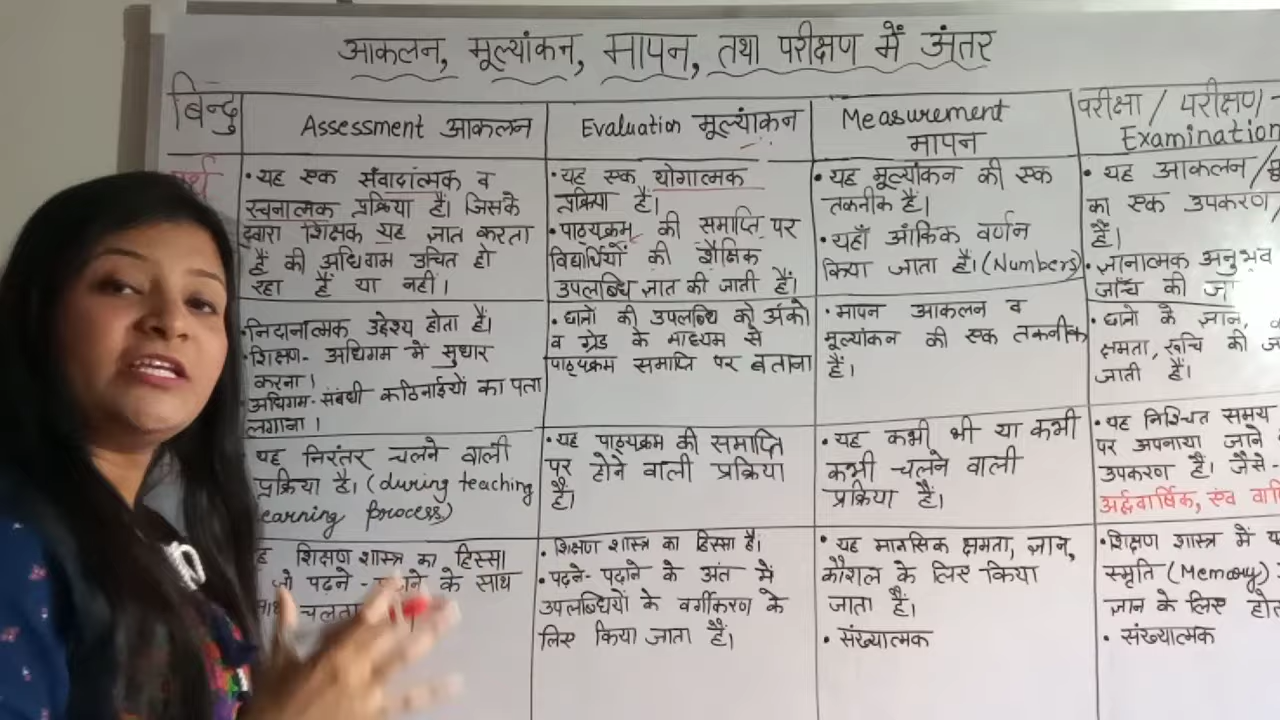 आकलन, मूल्यांकन, मापन, तथा परीक्षण में अंतर
बिन्दु
Assessment आकलन
Evaluation मूल्यांकन
Measurement
मापन
परीक्षा / परीक्षण -
Examination
• यह एक संवादात्मक व
रचनात्मक प्रक्रिया है। जिसके
द्वारा शिक्षक यह ज्ञात करता
हैं की अधिगम उचित हो
रहा हैं या नहीं।
• यह एक योगात्मक
प्रक्रिया है।
• पाठ्यक्रम की समाप्ति पर
विद्यार्थियों की शैक्षिक
उपलब्धि ज्ञात की जाती हैं।
• यह मूल्यांकन की एक
तकनीक है।
• यहाँ आंकिक वर्णन
किया जाता है। (Numbers)
• यह आकलन /
का एक उपकरण /
हैं।
• ज्ञानात्मक अनुभव
जाँच की जा
• निदानात्मक उद्देश्य होता है।
• शिक्षण- अधिगम में सुधार
करना।
• अधिगम- संबंधी कठिनाईयों का पता
लगाना।
• छात्रो की उपलब्धि को अंको
व ग्रेड के माध्यम से
पाठ्यक्रम समाप्ति पर बताना
• मापन आकलन व
मूल्यांकन की एक तकनीक
हैं।
• छात्रो के ज्ञान,
क्षमता, रूचि की
जाती हैं।
यह निरंतर चलने वाली
प्रक्रिया है। (during teaching
earning process)
• यह पाठ्यक्रम की समाप्ति
पर होने वाली प्रक्रिया
हैं।
• यह कभी भी या कभी
कभी चलने वाली
प्रक्रिया हैं।
• यह निश्चित समय
पर अपनाया जाने
उपकरण हैं। जैसे -
अर्द्धवार्षिक, एंव
शिक्षण शास्त्र का हिस्सा
जो पढ़ने - के साथ
चलता
• शिक्षण शास्त्र का हिस्सा है।
• पढ़ने- पढ़ाने के अंत में
उपलब्धियों के वर्गीकरण के
लिए किया जाता हैं।
• यह मानसिक क्षमता, ज्ञान,
कौशल के लिए किया
जाता हैं।
• संख्यात्मक
• शिक्षण शास्त्र में
स्मृति (Memory)
ज्ञान के लिए
• संख्यात्मक